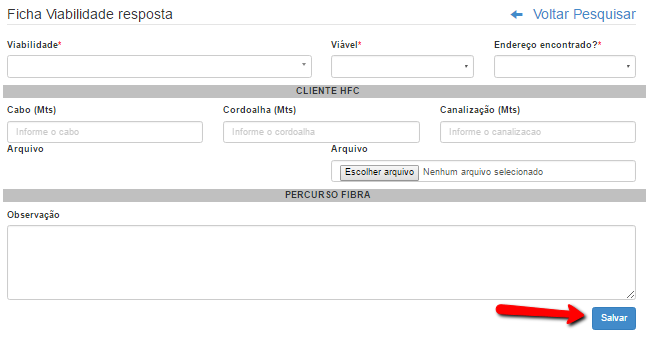 Ficha Viabilidade resposta
Voltar Pesquisar
Viabilidade* Viável* Endereço encontrado?*
CLIENTE HFC
Cabo (Mts) Cordoalha (Mts) Canalização (Mts)
Informe o cabo Informe o cordoalha Informe o canalizacao
Arquivo Arquivo
Escolher arquivo Nenhum arquivo selecionado
PERCURSO FIBRA
Observação
Salvar